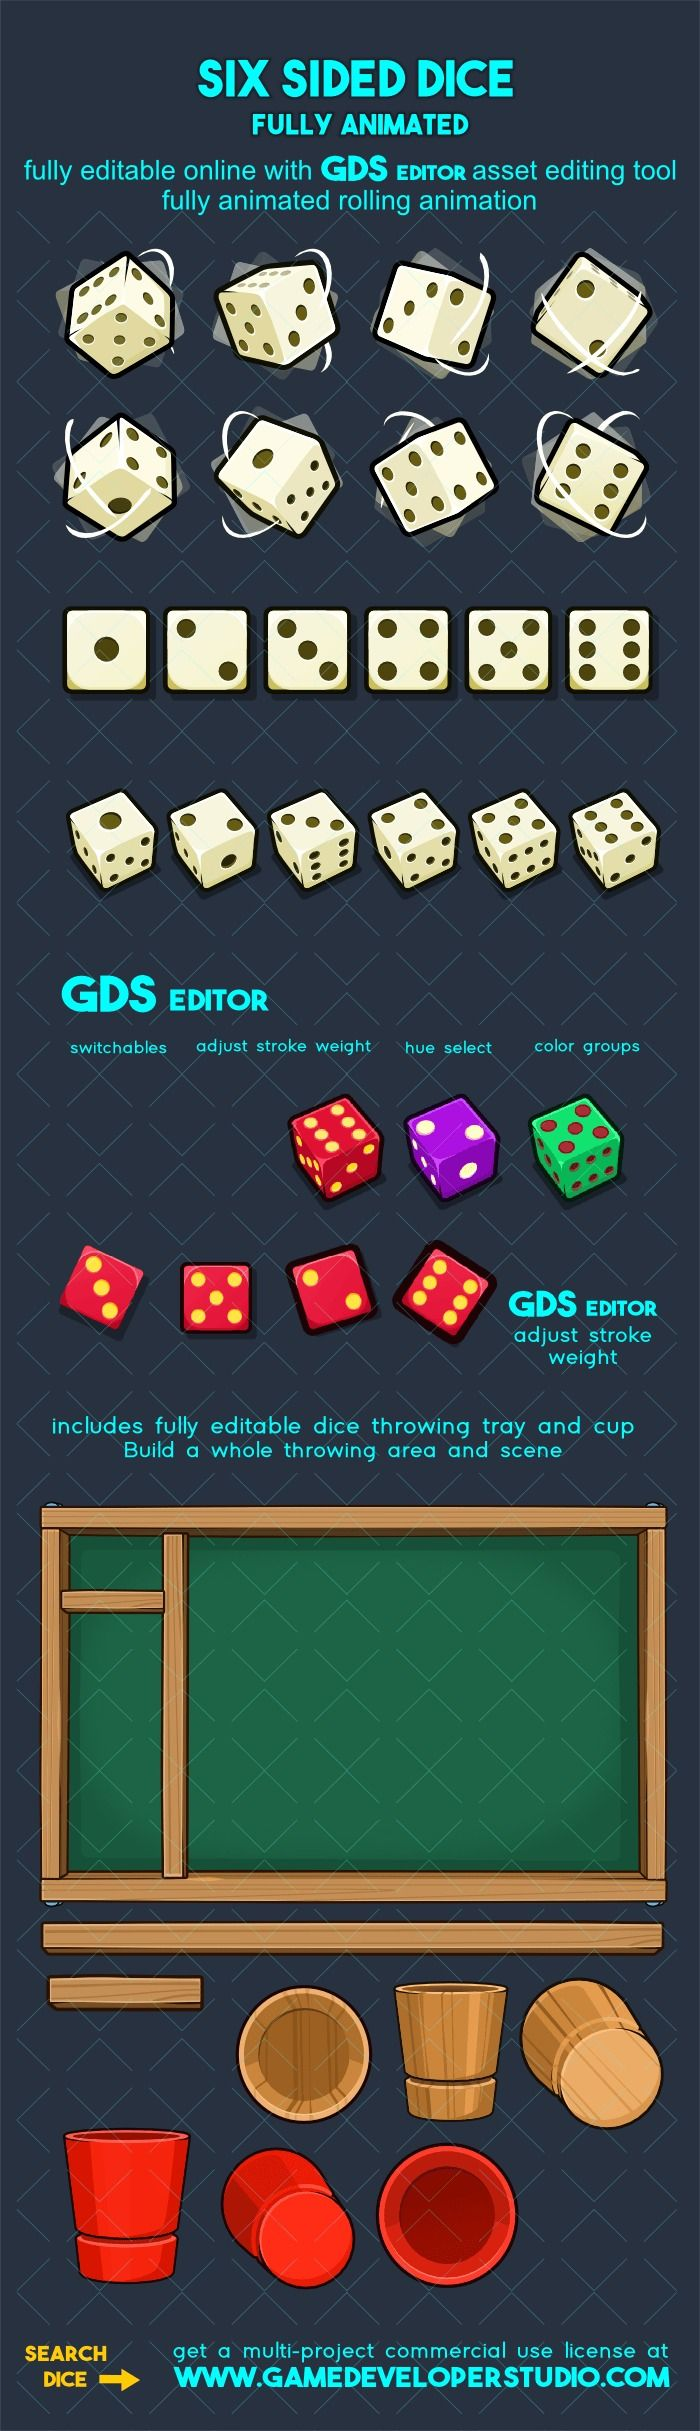 SIX SIDED DICE
FULLY ANIMATED
fully editable online with GDS EDITOR asset editing tool
fully animated rolling animation
GDS EDITOR
switchables adjust stroke weight hue select color groups
GDS EDITOR
adjust stroke
weight
includes fully editable dice throwing tray and cup
Build a whole throwing area and scene
SEARCH
DICE
get a multi-project commercial use license at
WWW.GAMEDEVELOPERSTUDIO.COM